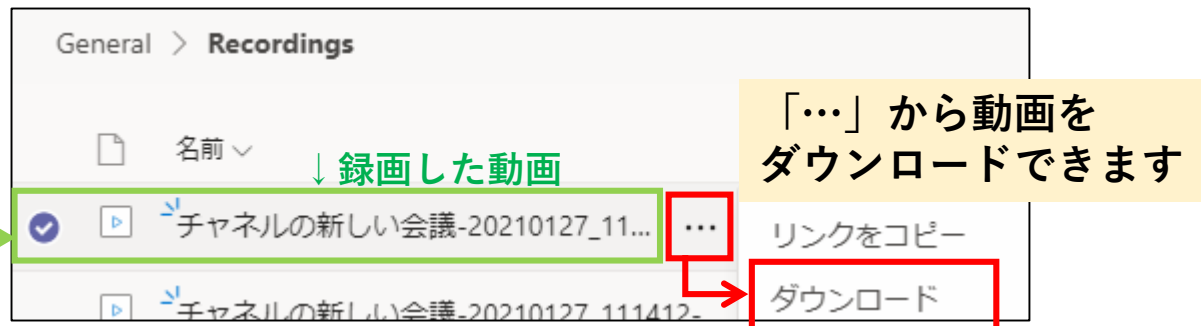 General > Recordings
「…」から動画を
ダウンロードできます
名前
↓録画した動画
チャネルの新しい会議-20210127_11... …
リンクをコピー
ダウンロード
チャネルの新しい会議-20210127_111412-